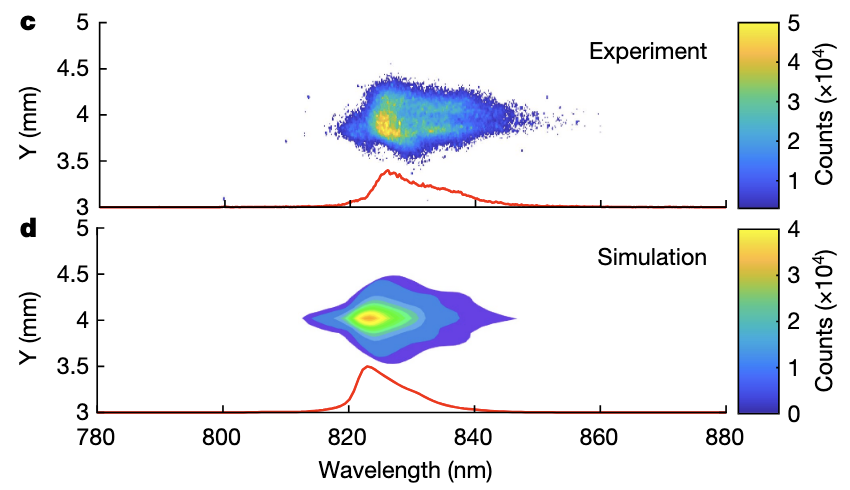 c
5
4.5
4
3.5
3
Y (mm)
Experiment
5
4
3
2
1
Counts (×10⁴)
d
5
4.5
4
3.5
3
Y (mm)
Simulation
4
3
2
1
0
Counts (×10⁴)
780 800 820 840 860 880
Wavelength (nm)